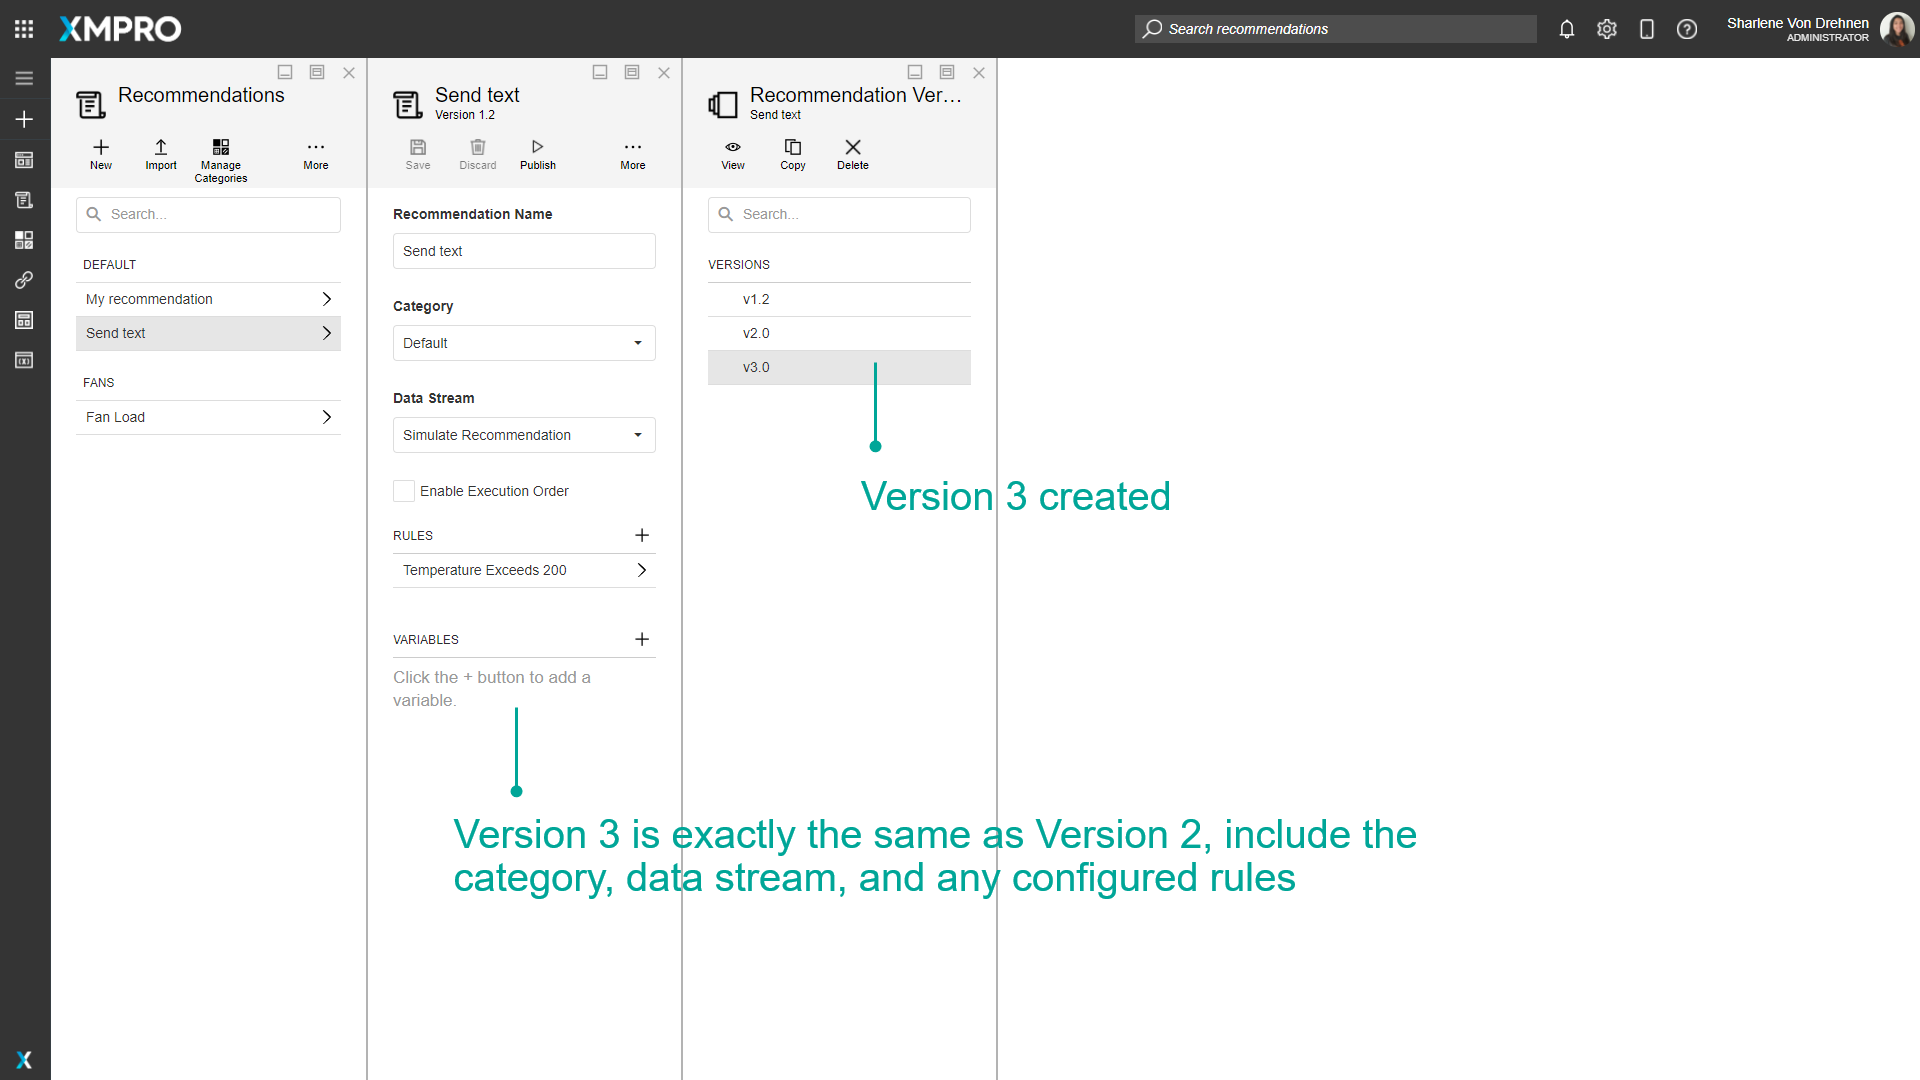 XMPRO
Search recommendations
Sharlene Von Drehnen
ADMINISTRATOR
Recommendations
New
Import
Manage
Categories
More
Search...
DEFAULT
My recommendation
Send text
FANS
Fan Load
Send text
Version 1.2
Save
Discard
Publish
More
Recommendation Name
Send text
Category
Default
Data Stream
Simulate Recommendation
Enable Execution Order
RULES
Temperature Exceeds 200
VARIABLES
Click the + button to add a
variable.
Recommendation Ver...
Send text
View
Copy
Delete
Search...
VERSIONS
v1.2
v2.0
v3.0
Version 3 created
Version 3 is exactly the same as Version 2, include the
category, data stream, and any configured rules